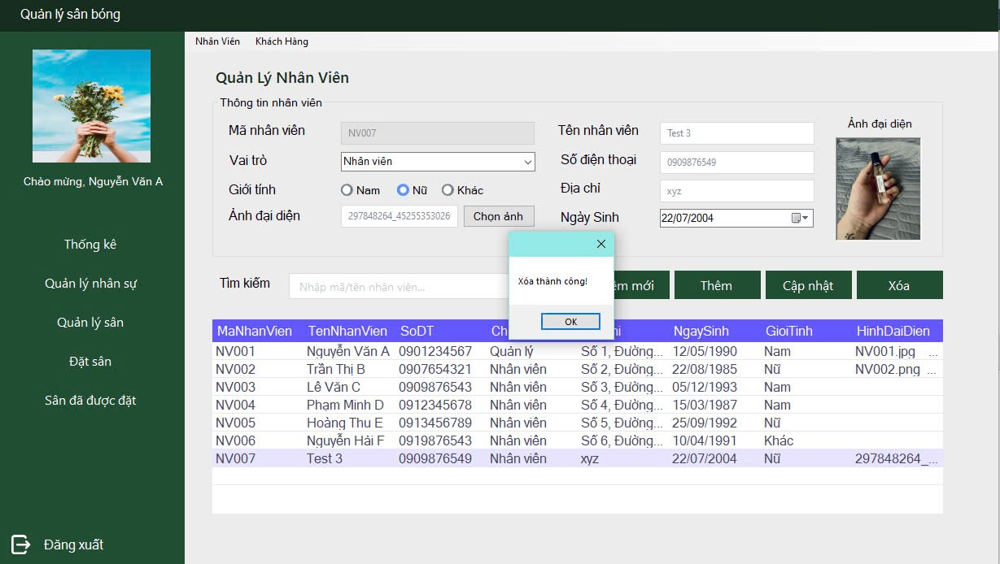 Quản lý sân bóng
Nhân Viên Khách Hàng
Chào mừng, Nguyễn Văn A
Thống kê
Quản lý nhân sự
Quản lý sân
Đặt sân
Sân đã được đặt
Đăng xuất
Quản Lý Nhân Viên
Thông tin nhân viên
Mã nhân viên NV007 Tên nhân viên Test 3
Ảnh đại diện
Vai trò Nhân viên Số điện thoại 0909876549
Giới tính Nam Nữ Khác Địa chỉ xyz
Ảnh đại diện 297848264_45255353026 Chọn ảnh Ngày Sinh 22/07/2004
Xóa thành công!
OK
Tìm kiếm Nhập mã/tên nhân viên... mới Thêm Cập nhật Xóa
MaNhanVien TenNhanVien SoDT NgaySinh GioiTinh HinhDaiDien
NV001 Nguyễn Văn A 0901234567 Quản lý Số 1, Đường... 12/05/1990 Nam NV001.jpg ...
NV002 Trần Thị B 0907654321 Nhân viên Số 2, Đường... 22/08/1985 Nữ NV002.png ...
NV003 Lê Văn C 0909876543 Nhân viên Số 3, Đường... 05/12/1993 Nam
NV004 Phạm Minh D 0912345678 Nhân viên Số 4, Đường... 15/03/1987 Nam
NV005 Hoàng Thu E 0913456789 Nhân viên Số 5, Đường... 25/09/1992 Nữ
NV006 Nguyễn Hải F 0919876543 Nhân viên Số 6, Đường... 10/04/1991 Khác
NV007 Test 3 0909876549 Nhân viên xyz 22/07/2004 Nữ 297848264_...